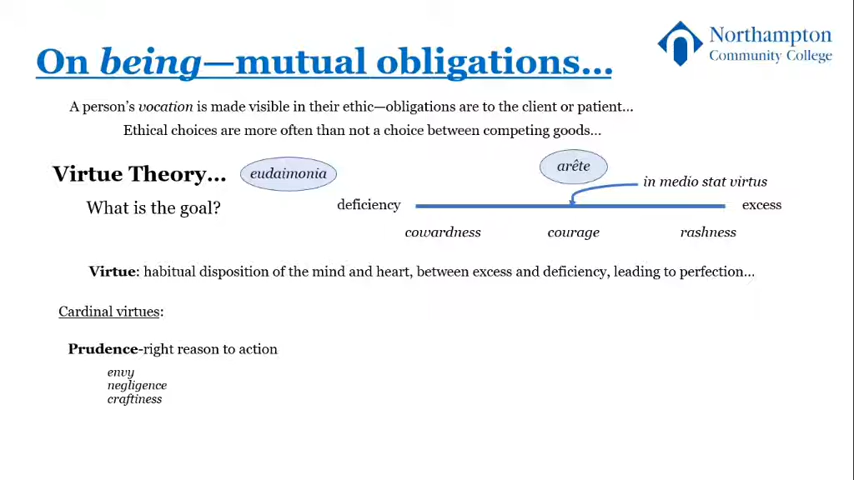 Northampton
Community College
On being—mutual obligations...
A person's vocation is made visible in their ethic—obligations are to the client or patient...
Ethical choices are more often than not a choice between competing goods...
Virtue Theory...
eudaimonia
arête
in medio stat virtus
What is the goal?
deficiency
excess
cowardness
courage
rashness
Virtue: habitual disposition of the mind and heart, between excess and deficiency, leading to perfection...
Cardinal virtues:
Prudence-right reason to action
envy
negligence
craftiness